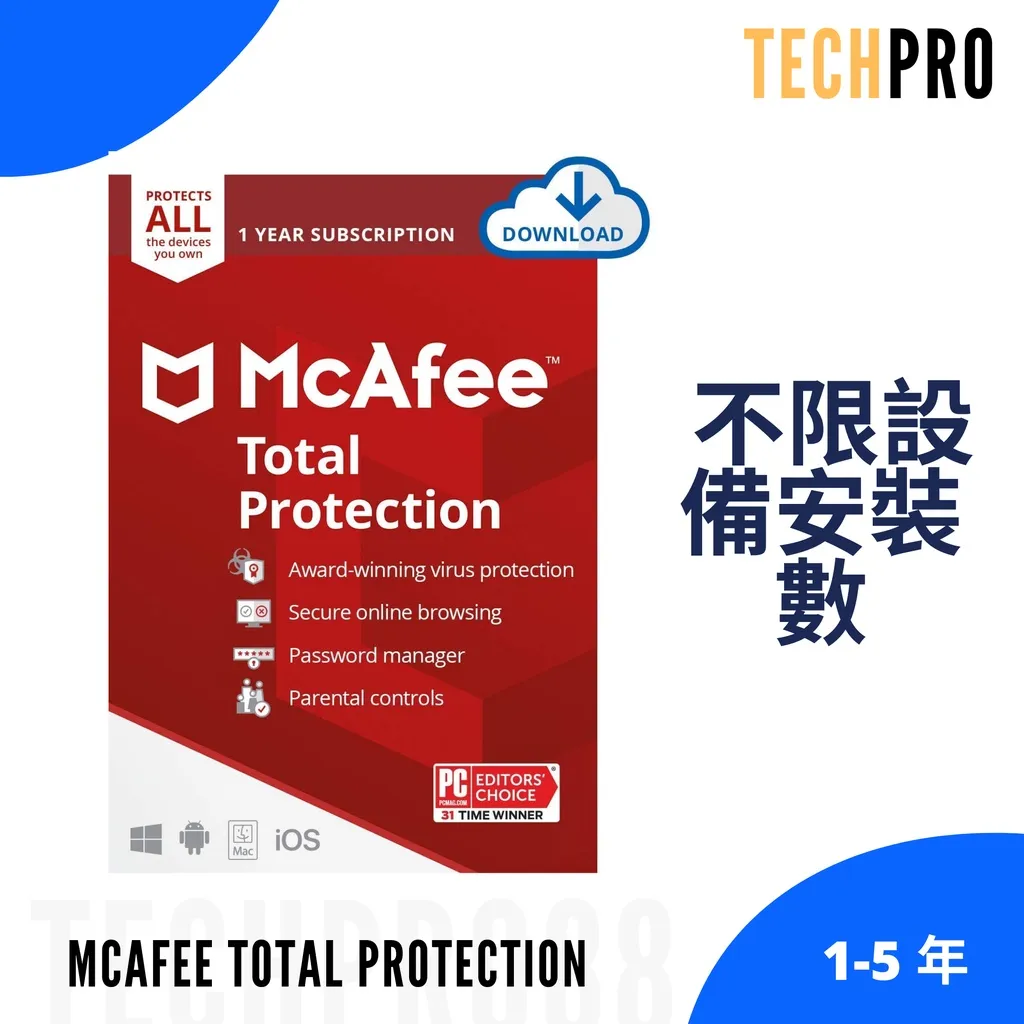 TECHPRO
PROTECTS
ALL
the devices
you own
1 YEAR SUBSCRIPTION
DOWNLOAD
McAfee™
Total
Protection
Award-winning virus protection
Secure online browsing
Password manager
Parental controls
PC
PCMAG.COM
EDITORS'
CHOICE
®
31 TIME WINNER
Mac
iOS
不限設
備安裝
數
TECHPRO38
MCAFEE TOTAL PROTECTION
1-5 年